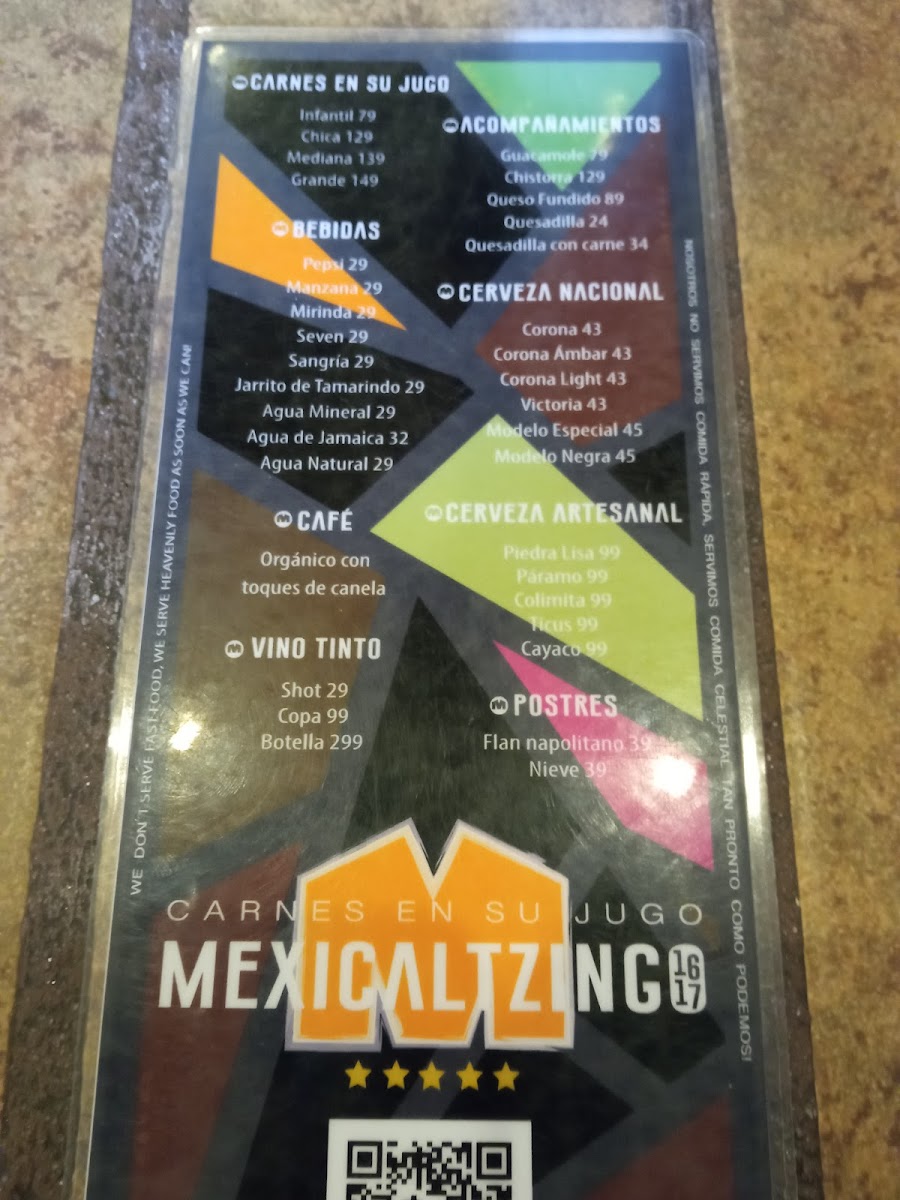 CARNES EN SU JUGO
Infantil 79
Chica 129
Mediana 139
Grande 149
BEBIDAS
Pepsi 29
Manzana 29
Mirinda 29
Seven 29
Sangría 29
Jarrito de Tamarindo 29
Agua Mineral 29
Agua de Jamaica 32
Agua Natural 29
CAFÉ
Orgánico con
toques de canela
VINO TINTO
Shot 29
Copa 99
Botella 299
ACOMPAÑAMIENTOS
Guacamole 79
Chistorra 129
Queso Fundido 89
Quesadilla 24
Quesadilla con carne 34
CERVEZA NACIONAL
Corona 43
Corona Ámbar 43
Corona Light 43
Victoria 43
Modelo Especial 45
Modelo Negra 45
CERVEZA ARTESANAL
Piedra Lisa 99
Páramo 99
Colimita 99
Ticus 99
Cayaco 99
POSTRES
Flan napolitano 39
Nieve 39
WE DON'T SERVE FAST FOOD, WE SERVE HEAVENLY FOOD AS SOON AS WE CAN!
NOSOTROS NO SERVIMOS COMIDA RAPIDA, SERVIMOS COMIDA CELESTIAL TAN PRONTO COMO PODEMOS!
CARNES EN SU JUGO
MEXICALTZINGO
16
17